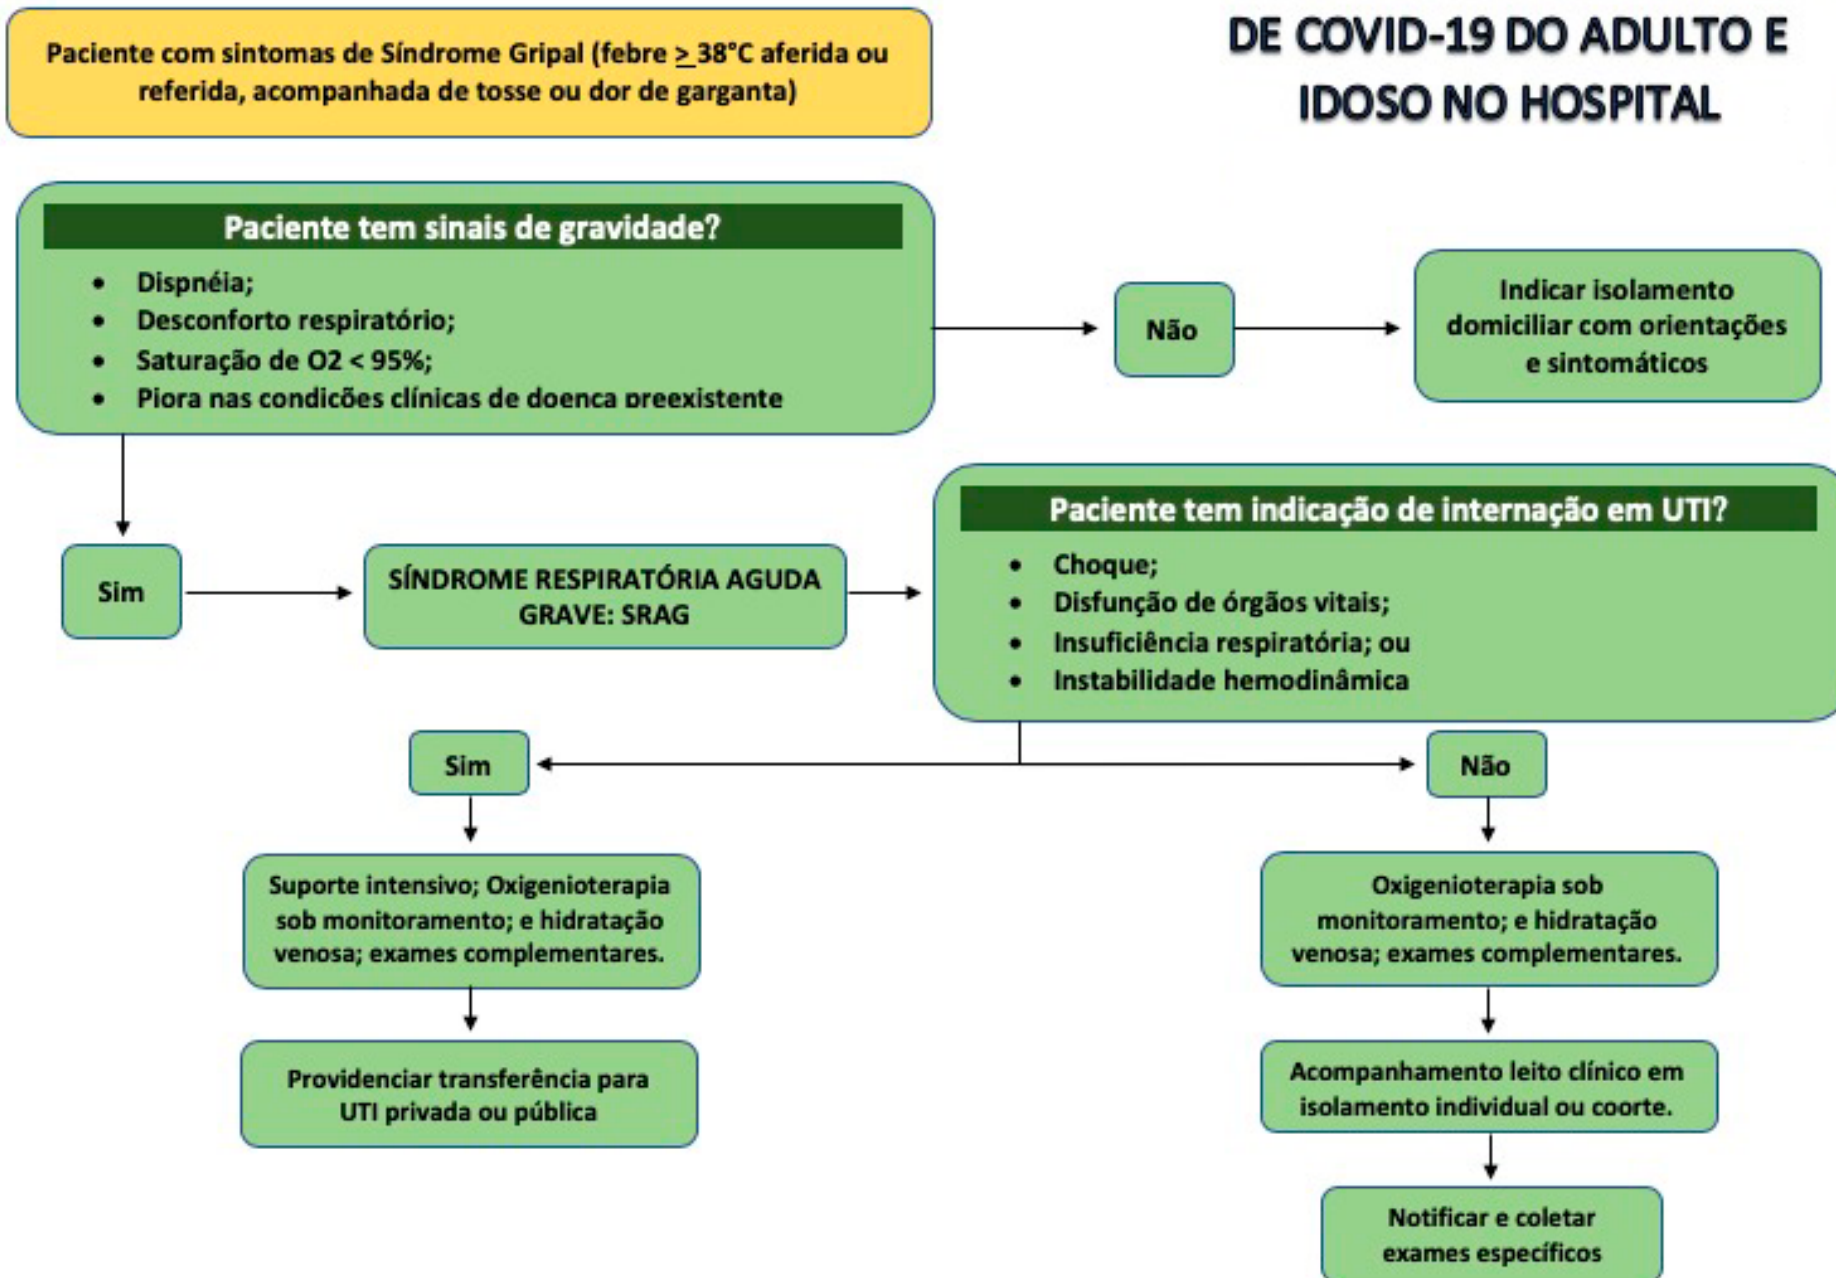 DE COVID-19 DO ADULTO E
IDOSO NO HOSPITAL
Paciente com sintomas de Síndrome Gripal (febre > 38°C aferida ou
referida, acompanhada de tosse ou dor de garganta)
Paciente tem sinais de gravidade?
• Dispnéia;
• Desconforto respiratório;
• Saturação de O2 < 95%;
• Piora nas condições clínicas de doença preexistente
Não
Indicar isolamento
domiciliar com orientações
e sintomáticos
Sim
SÍNDROME RESPIRATÓRIA AGUDA
GRAVE: SRAG
Paciente tem indicação de internação em UTI?
• Choque;
• Disfunção de órgãos vitais;
• Insuficiência respiratória; ou
• Instabilidade hemodinâmica
Sim
Suporte intensivo; Oxigenioterapia
sob monitoramento; e hidratação
venosa; exames complementares.
Providenciar transferência para
UTI privada ou pública
Não
Oxigenioterapia sob
monitoramento; e hidratação
venosa; exames complementares.
Acompanhamento leito clínico em
isolamento individual ou coorte.
Notificar e coletar
exames específicos